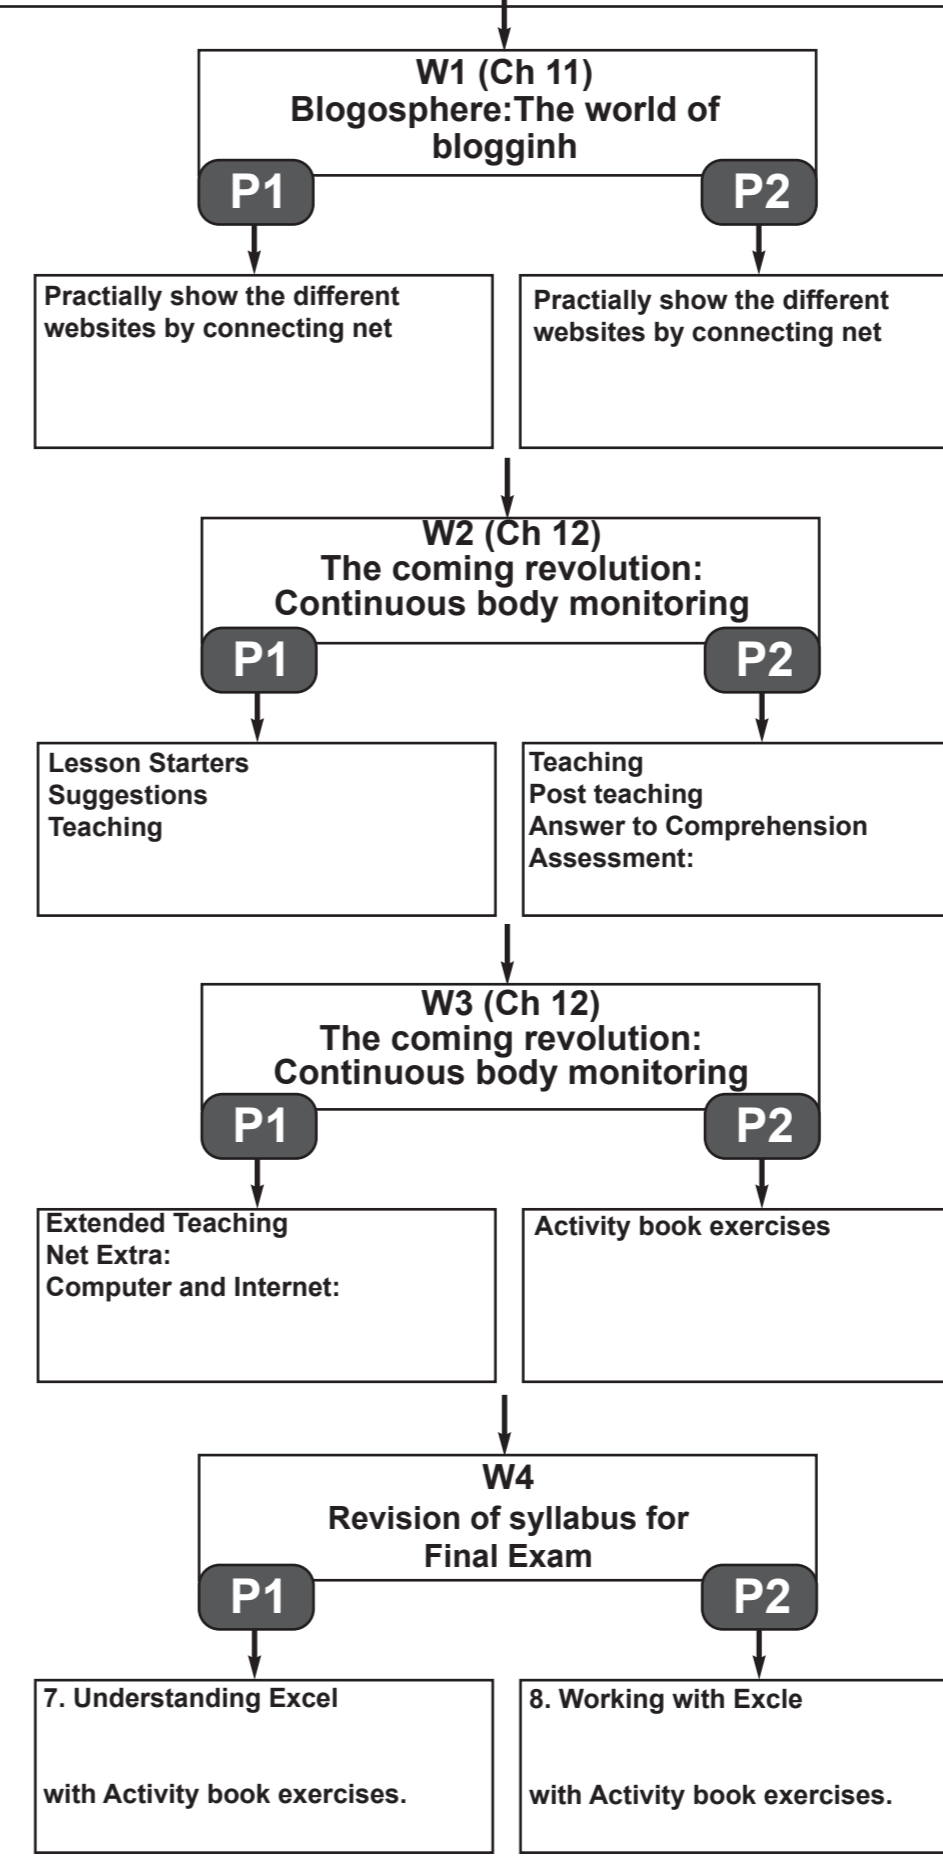 W1 (Ch 11)
Blogosphere:The world of
blogginh
P1
P2
Practially show the different
websites by connecting net
Practially show the different
websites by connecting net
W2 (Ch 12)
The coming revolution:
Continuous body monitoring
P1
P2
Lesson Starters
Suggestions
Teaching
Teaching
Post teaching
Answer to Comprehension
Assessment:
W3 (Ch 12)
The coming revolution:
Continuous body monitoring
P1
P2
Extended Teaching
Net Extra:
Computer and Internet:
Activity book exercises
W4
Revision of syllabus for
Final Exam
P1
P2
7. Understanding Excel
with Activity book exercises.
8. Working with Excle
with Activity book exercises.